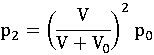 p₂ = (V / (V + V₀))² p₀